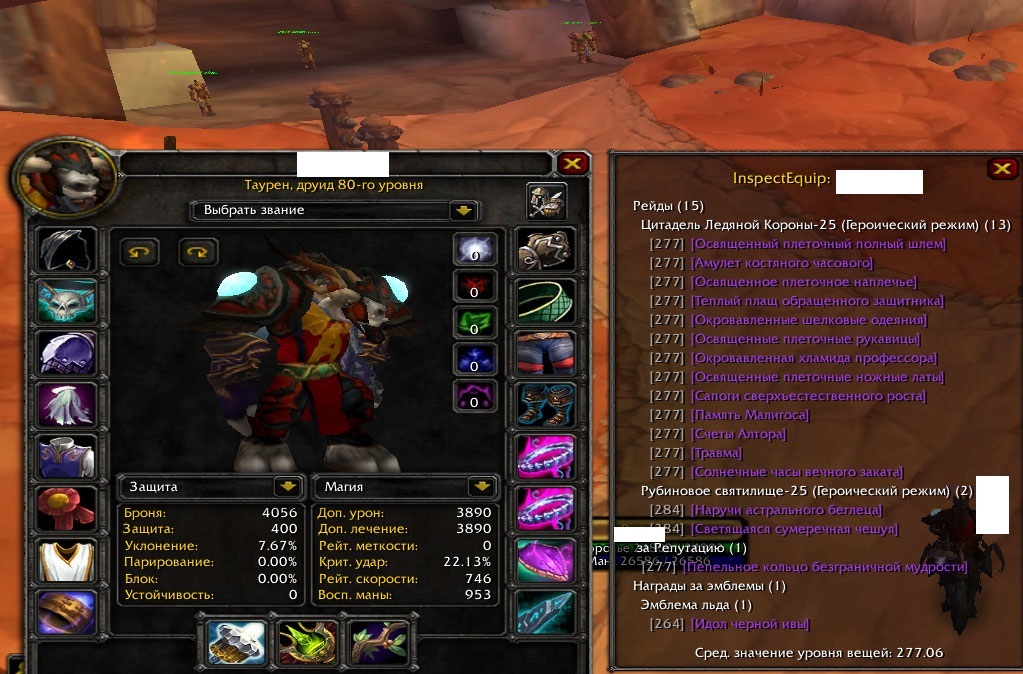 Таурен, друид 80-го уровня
Выбрать звание
0
0
0
0
0
Защита
Броня: 4056
Защита: 400
Уклонение: 7.67%
Парирование: 0.00%
Блок: 0.00%
Устойчивость: 0
Магия
Доп. урон: 3890
Доп. лечение: 3890
Рейт. меткости: 0
Крит. удар: 22.13%
Рейт. скорости: 746
Восп. маны: 953
InspectEquip:
Рейды (15)
Цитадель Ледяной Короны-25 (Героический режим) (13)
[277] [Освященный плеточный полный шлем]
[277] [Амулет костяного часового]
[277] [Освященное плеточное наплечье]
[277] [Теплый плащ обращенного защитника]
[277] [Окровавленные шелковые одеяния]
[277] [Освященные плеточные рукавицы]
[277] [Окровавленная хламида профессора]
[277] [Освященные плеточные ножные латы]
[277] [Сапоги сверхъестественного роста]
[277] [Память Малигоса]
[277] [Счеты Алтора]
[277] [Травма]
[277] [Солнечные часы вечного заката]
Рубиновое святилище-25 (Героический режим) (2)
[284] [Наручи астрального беглеца]
284] [Светящаяся сумеречная чешуя]
за Репутацию (1)
[277] [Пепельное кольцо безграничной мудрости]
Награды за эмблемы (1)
Эмблема льда (1)
[264] [Идол черной ивы]
Сред. значение уровня вещей: 277.06